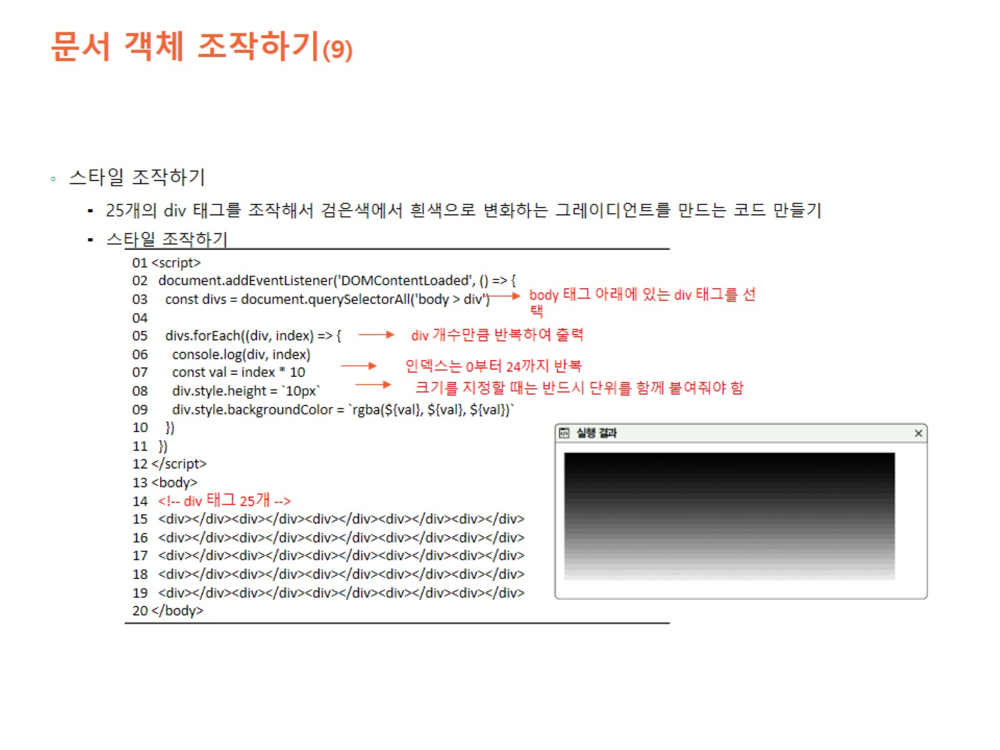 문서 객체 조작하기(9)
◦ 스타일 조작하기
▪ 25개의 div 태그를 조작해서 검은색에서 흰색으로 변화하는 그레이디언트를 만드는 코드 만들기
▪ 스타일 조작하기
01 <script>
02 document.addEventListener('DOMContentLoaded', () => {
03 const divs = document.querySelectorAll('body > div')
body 태그 아래에 있는 div 태그를 선
택
04
05 divs.forEach((div, index) => {
div 개수만큼 반복하여 출력
06 console.log(div, index)
07 const val = index * 10
인덱스는 0부터 24까지 반복
08 div.style.height = `10px`
크기를 지정할 때는 반드시 단위를 함께 붙여줘야 함
09 div.style.backgroundColor = `rgba(${val}, ${val}, ${val})`
10 })
11 })
12 </script>
13 <body>
14 <!-- div 태그 25개 -->
15 <div></div><div></div><div></div><div></div><div></div>
16 <div></div><div></div><div></div><div></div><div></div>
17 <div></div><div></div><div></div><div></div><div></div>
18 <div></div><div></div><div></div><div></div><div></div>
19 <div></div><div></div><div></div><div></div><div></div>
20 </body>
실행 결과